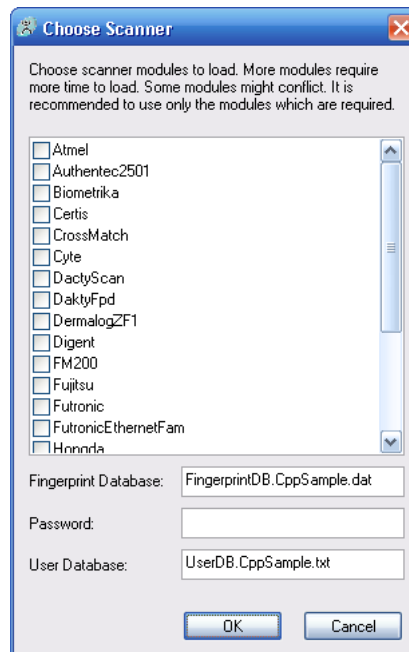 Choose Scanner
Choose scanner modules to load. More modules require
more time to load. Some modules might conflict. It is
recommended to use only the modules which are required.
Atmel
Authentec2501
Biometrika
Certis
CrossMatch
Cyte
DactyScan
DaktyFpd
DermalogZF1
Digent
FM200
Fujitsu
Futronic
FutronicEthernetFam
Hongda
Fingerprint Database: FingerprintDB.CppSample.dat
Password:
User Database: UserDB.CppSample.txt
OK Cancel